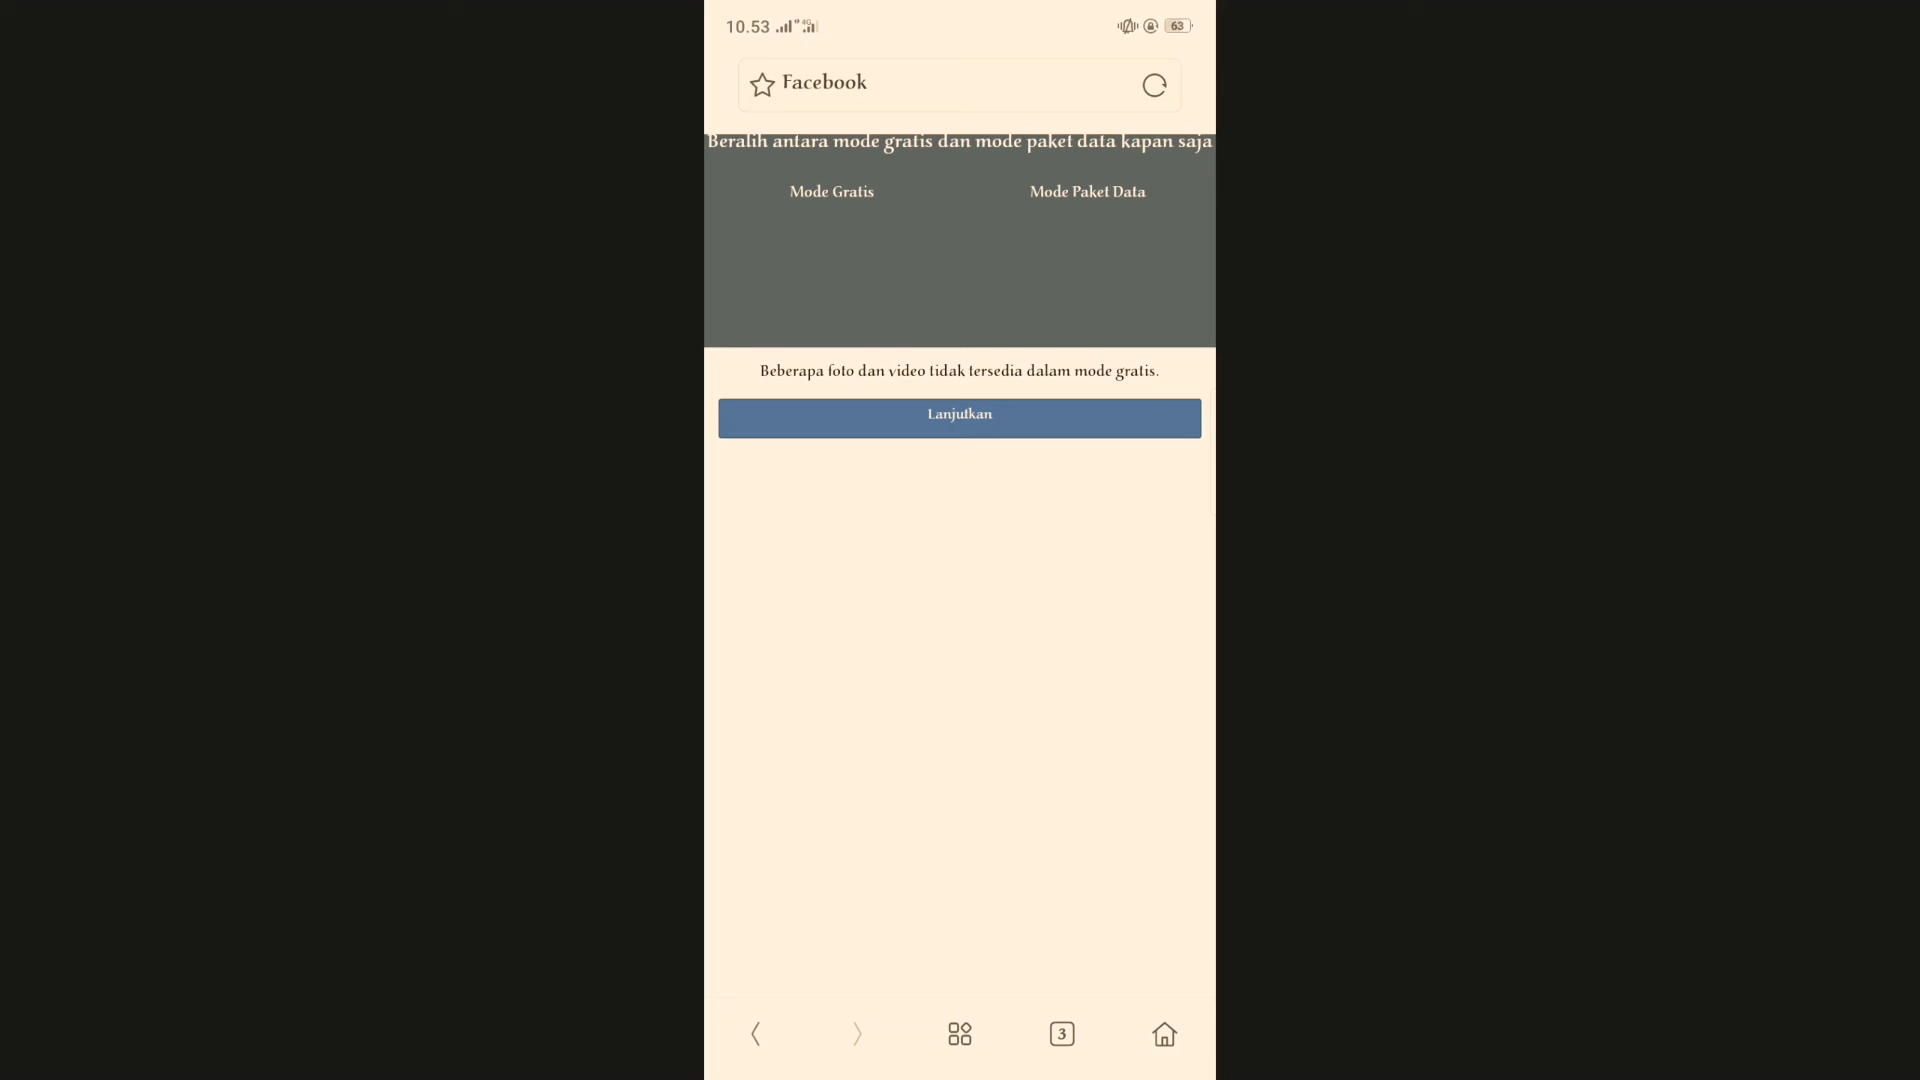 10.53 4G 63
Facebook
Beralih antara mode gratis dan mode paket data kapan saja
Mode Gratis Mode Paket Data
Beberapa foto dan video tidak tersedia dalam mode gratis.
Lanjutkan
3